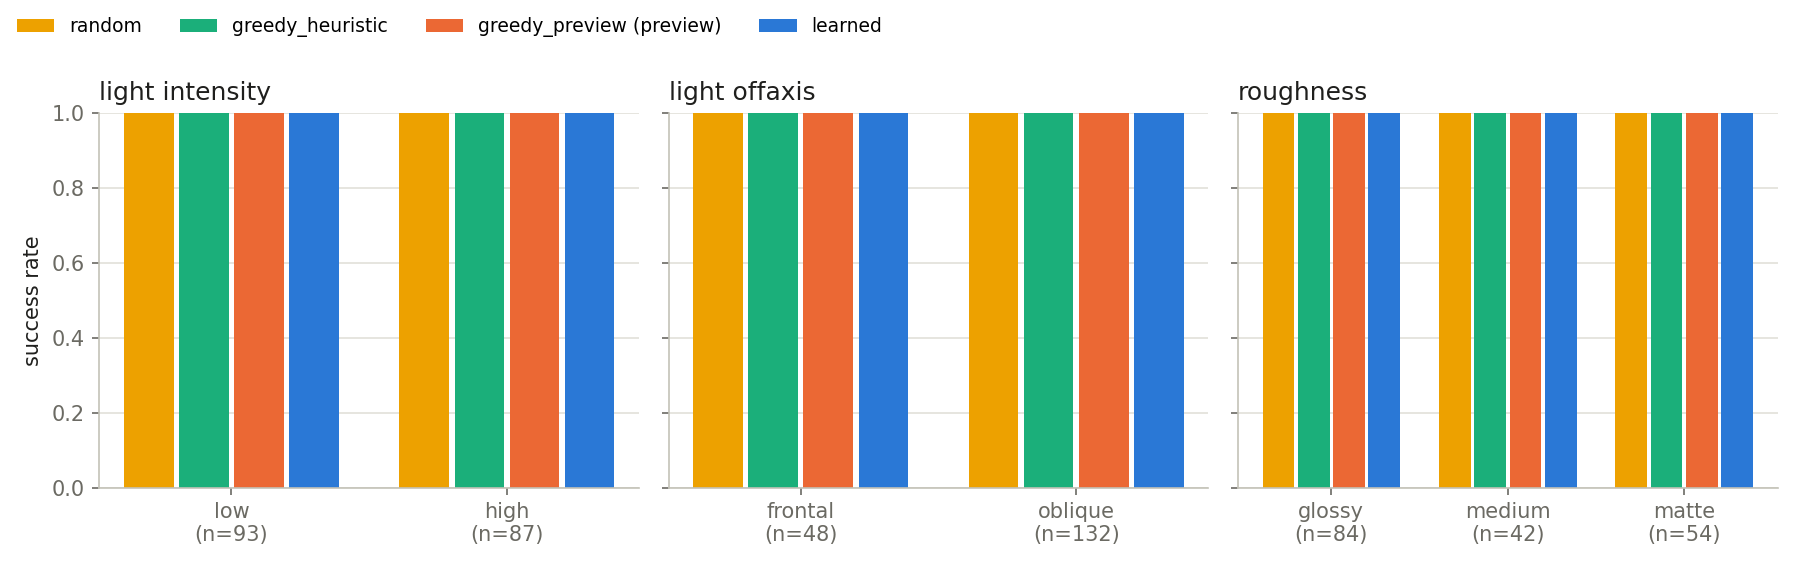 random greedy_heuristic greedy_preview (preview) learned
light intensity
success rate
1.0
0.8
0.6
0.4
0.2
0.0
low
(n=93)
high
(n=87)
light offaxis
frontal
(n=48)
oblique
(n=132)
roughness
glossy
(n=84)
medium
(n=42)
matte
(n=54)